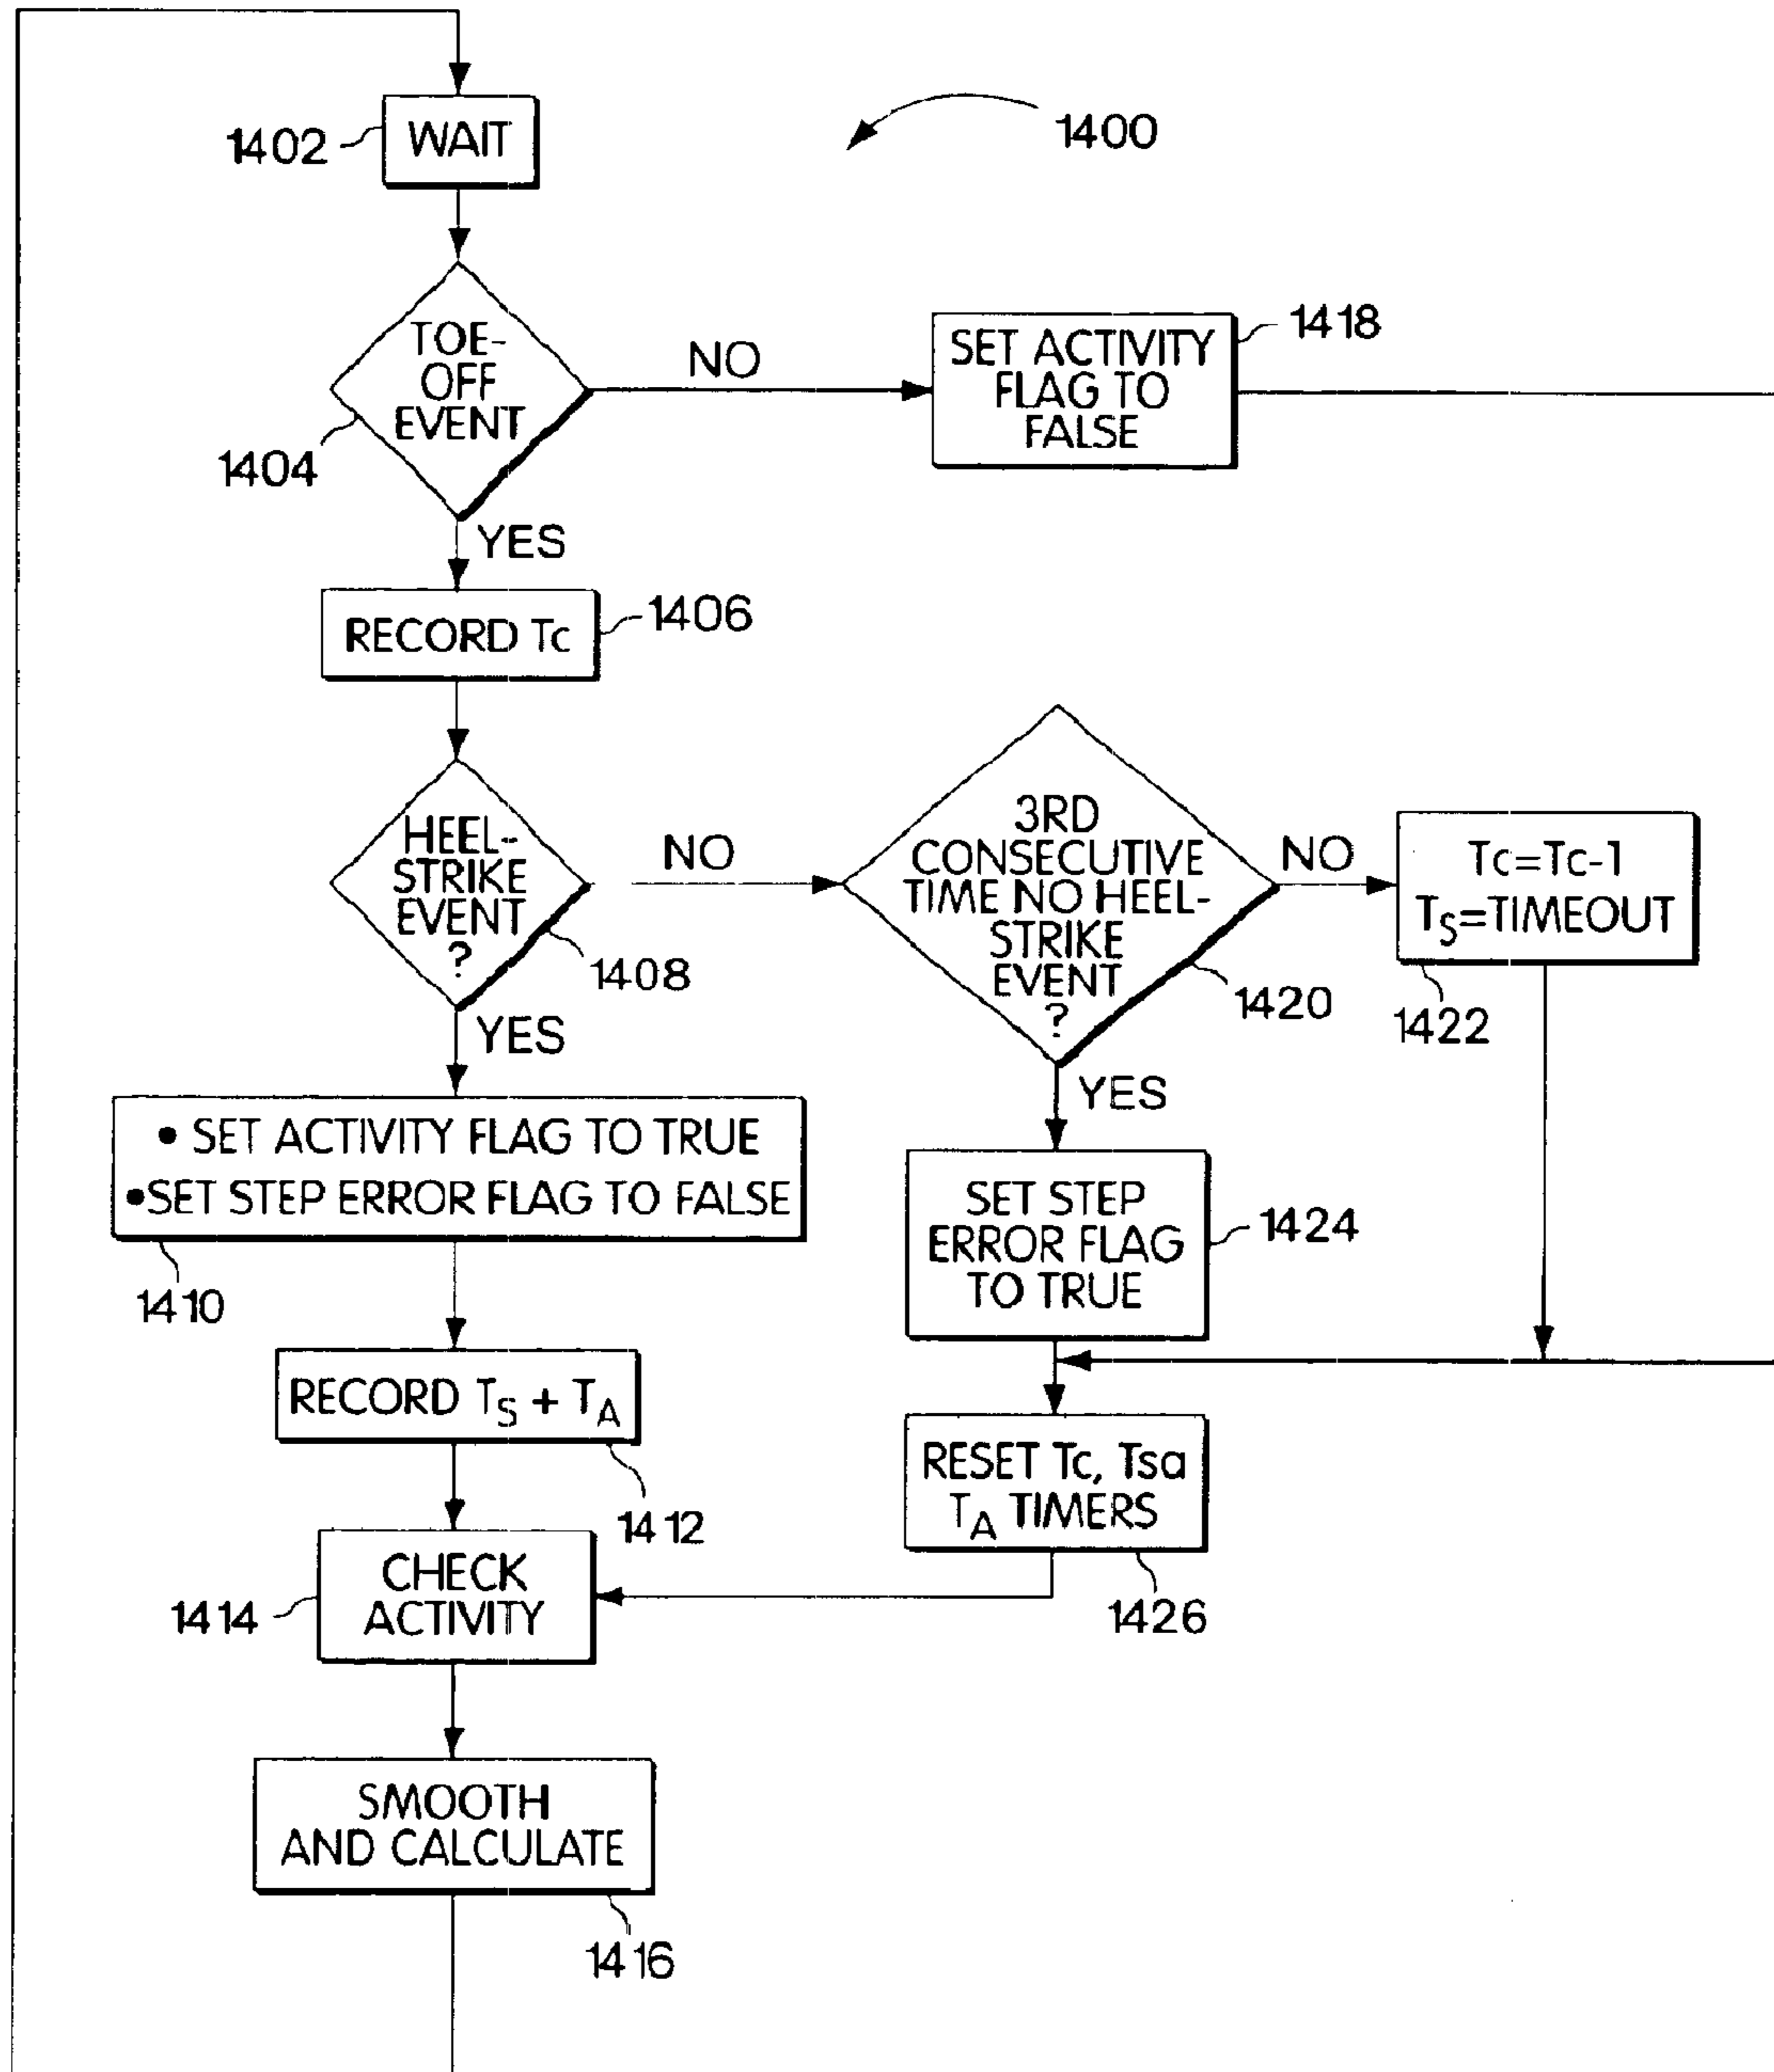 1402
WAIT
1400
TOE-
OFF
EVENT
1404
NO
SET ACTIVITY
FLAG TO
FALSE
1418
YES
RECORD Tc
1406
HEEL-
STRIKE
EVENT
?
1408
NO
3RD
CONSECUTIVE
TIME NO HEEL-
STRIKE
EVENT
?
1420
NO
Tc=Tc-1
TS=TIMEOUT
1422
YES
• SET ACTIVITY FLAG TO TRUE
•SET STEP ERROR FLAG TO FALSE
1410
YES
SET STEP
ERROR FLAG
TO TRUE
1424
RECORD TS + TA
1412
RESET Tc, Tsa
TA TIMERS
1426
CHECK
ACTIVITY
1414
SMOOTH
AND CALCULATE
1416